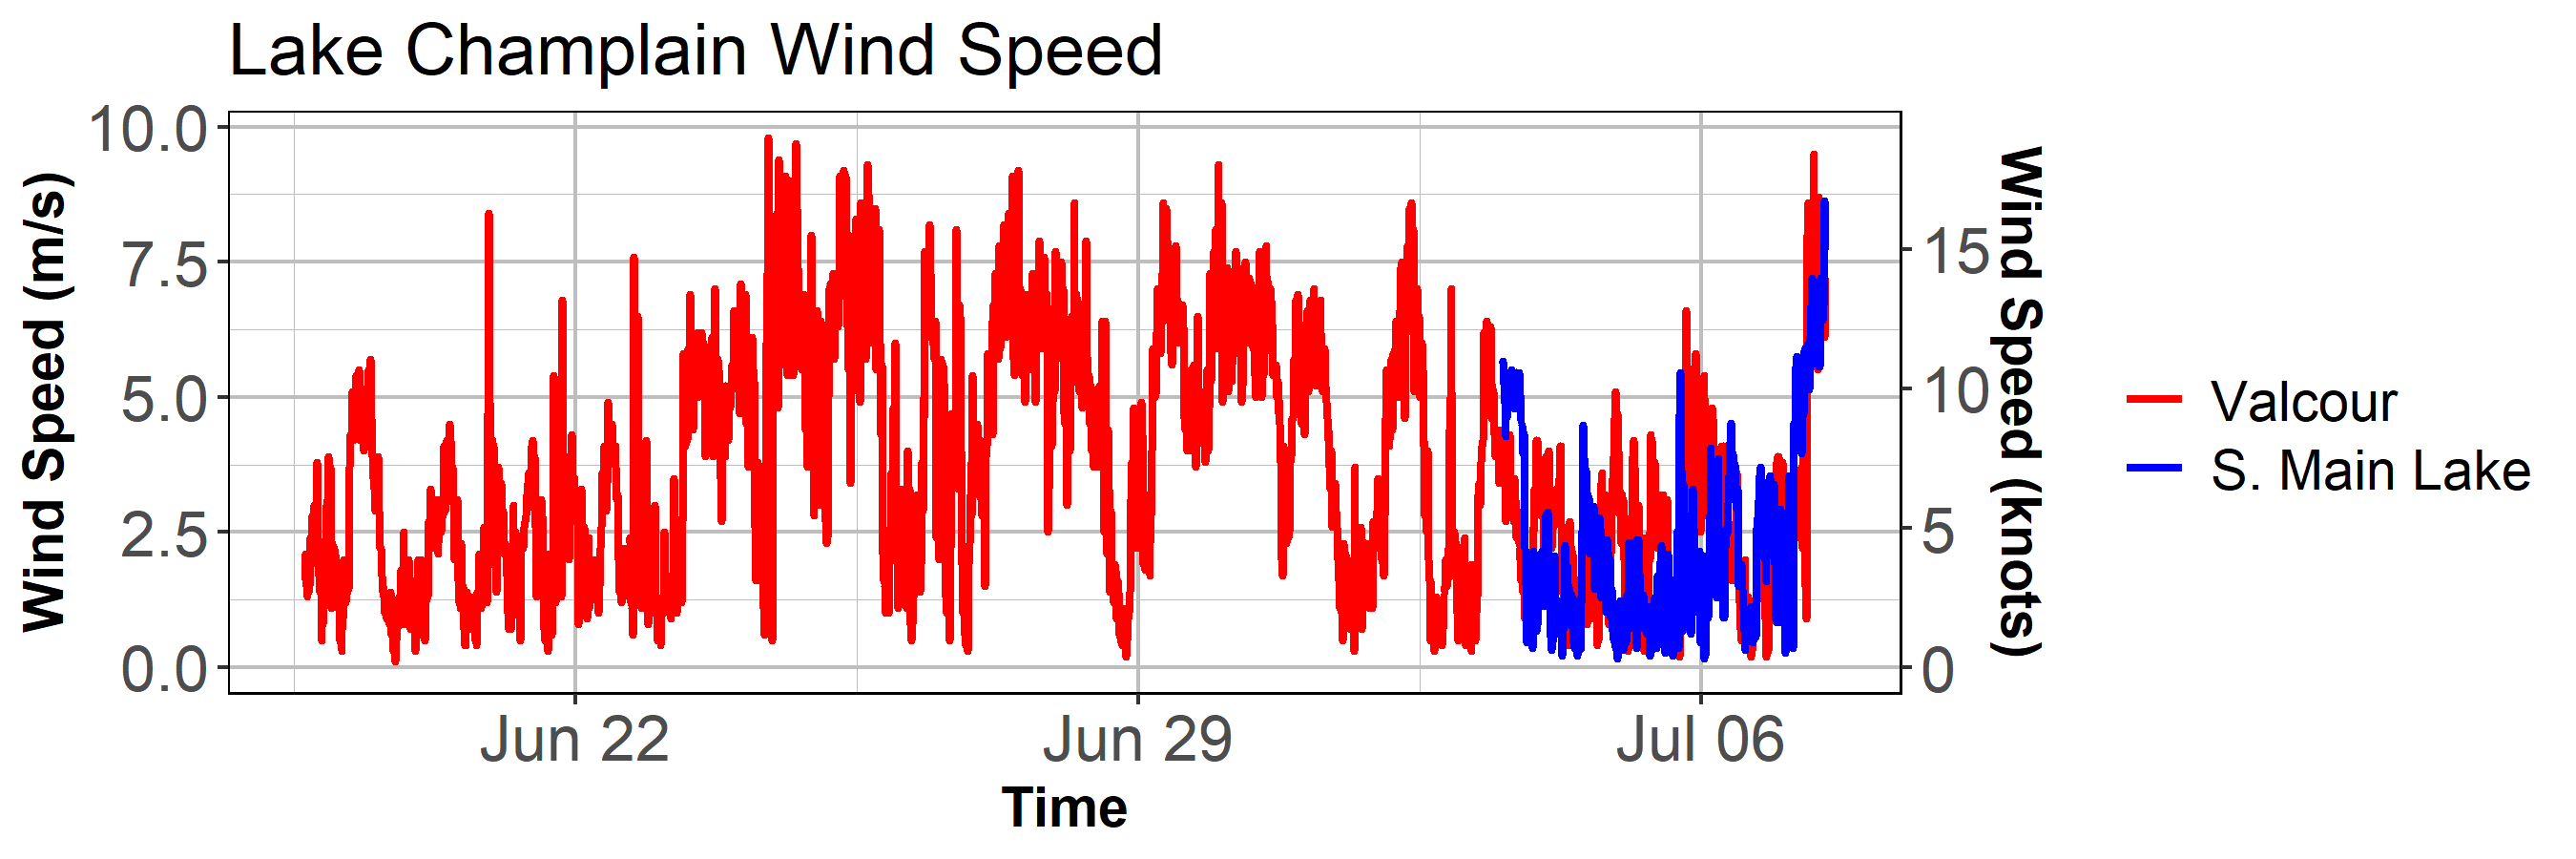 Lake Champlain Wind Speed
Wind Speed (m/s)
10.0
7.5
5.0
2.5
0.0
15
10
5
0
Wind Speed (knots)
Jun 22
Jun 29
Jul 06
Time
Valcour
S. Main Lake